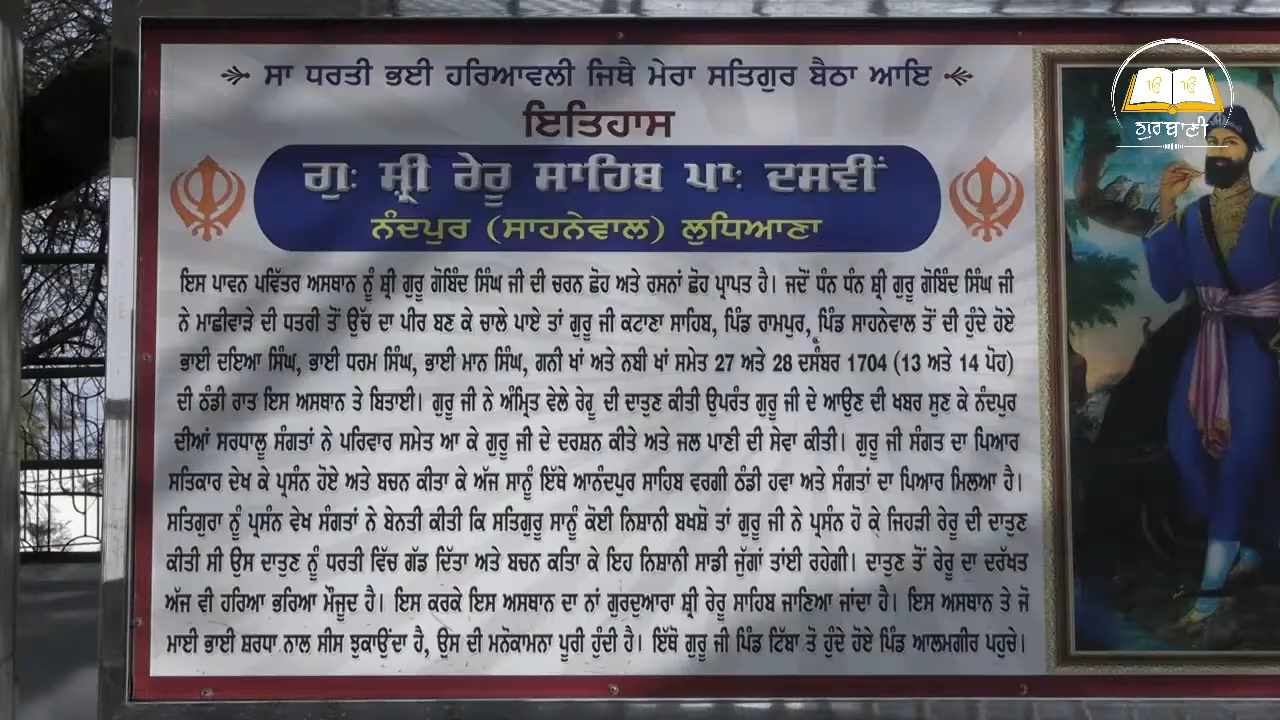 ਸਾ ਧਰਤੀ ਭਈ ਹਰਿਆਵਲੀ ਜਿਥੈ ਮੇਰਾ ਸਤਿਗੁਰ ਬੈਠਾ ਆਇ
ਇਤਿਹਾਸ
ਗੁਃ ਸ੍ਰੀ ਰੇਰੂ ਸਾਹਿਬ ਪਾਃ ਦਸਵੀਂ
ਨੰਦਪੁਰ (ਸਾਹਨੇਵਾਲ) ਲੁਧਿਆਣਾ
ਇਸ ਪਾਵਨ ਪਵਿੱਤਰ ਅਸਥਾਨ ਨੂੰ ਸ਼੍ਰੀ ਗੁਰੂ ਗੋਬਿੰਦ ਸਿੰਘ ਜੀ ਦੀ ਚਰਨ ਛੋਹ ਅਤੇ ਰਸਨਾਂ ਛੋਹ ਪ੍ਰਾਪਤ ਹੈ। ਜਦੋਂ ਧੰਨ ਧੰਨ ਸ਼੍ਰੀ ਗੁਰੂ ਗੋਬਿੰਦ ਸਿੰਘ ਜੀ
ਨੇ ਮਾਛੀਵਾੜੇ ਦੀ ਧਤਰੀ ਤੋਂ ਉੱਚ ਦਾ ਪੀਰ ਬਣ ਕੇ ਚਾਲੇ ਪਾਏ ਤਾਂ ਗੁਰੂ ਜੀ ਕਟਾਣਾ ਸਾਹਿਬ, ਪਿੰਡ ਰਾਮਪੁਰ, ਪਿੰਡ ਸਾਹਨੇਵਾਲ ਤੋਂ ਦੀ ਹੁੰਦੇ ਹੋਏ
ਭਾਈ ਦਇਆ ਸਿੰਘ, ਭਾਈ ਧਰਮ ਸਿੰਘ, ਭਾਈ ਮਾਨ ਸਿੰਘ, ਗਨੀ ਖਾਂ ਅਤੇ ਨਬੀ ਖਾਂ ਸਮੇਤ 27 ਅਤੇ 28 ਦਸੰਬਰ 1704 (13 ਅਤੇ 14 ਪੋਹ)
ਦੀ ਠੰਡੀ ਰਾਤ ਇਸ ਅਸਥਾਨ ਤੇ ਬਿਤਾਈ। ਗੁਰੂ ਜੀ ਨੇ ਅੰਮ੍ਰਿਤ ਵੇਲੇ ਰੇਰੂ ਦੀ ਦਾਤੁਣ ਕੀਤੀ ਉਪਰੰਤ ਗੁਰੂ ਜੀ ਦੇ ਆਉਣ ਦੀ ਖਬਰ ਸੁਣ ਕੇ ਨੰਦਪੁਰ
ਦੀਆਂ ਸਰਧਾਲੂ ਸੰਗਤਾਂ ਨੇ ਪਰਿਵਾਰ ਸਮੇਤ ਆ ਕੇ ਗੁਰੂ ਜੀ ਦੇ ਦਰਸ਼ਨ ਕੀਤੇ ਅਤੇ ਜਲ ਪਾਣੀ ਦੀ ਸੇਵਾ ਕੀਤੀ। ਗੁਰੂ ਜੀ ਸੰਗਤ ਦਾ ਪਿਆਰ
ਸਤਿਕਾਰ ਦੇਖ ਕੇ ਪ੍ਰਸੰਨ ਹੋਏ ਅਤੇ ਬਚਨ ਕੀਤਾ ਕੇ ਅੱਜ ਸਾਨੂੰ ਇੱਥੇ ਆਨੰਦਪੁਰ ਸਾਹਿਬ ਵਰਗੀ ਠੰਡੀ ਹਵਾ ਅਤੇ ਸੰਗਤਾਂ ਦਾ ਪਿਆਰ ਮਿਲਆ ਹੈ।
ਸਤਿਗੁਰਾ ਨੂੰ ਪ੍ਰਸੰਨ ਵੇਖ ਸੰਗਤਾਂ ਨੇ ਬੇਨਤੀ ਕੀਤੀ ਕਿ ਸਤਿਗੁਰੂ ਸਾਨੂੰ ਕੋਈ ਨਿਸ਼ਾਨੀ ਬਖਸ਼ੋ ਤਾਂ ਗੁਰੂ ਜੀ ਨੇ ਪ੍ਰਸੰਨ ਹੋ ਕੇ ਜਿਹੜੀ ਰੇਰੂ ਦੀ ਦਾਤੁਣ
ਕੀਤੀ ਸੀ ਉਸ ਦਾਤੁਣ ਨੂੰ ਧਰਤੀ ਵਿੱਚ ਗੱਡ ਦਿੱਤਾ ਅਤੇ ਬਚਨ ਕਤਿਾ ਕੇ ਇਹ ਨਿਸ਼ਾਨੀ ਸਾਡੀ ਜੁੱਗਾਂ ਤਾਂਈ ਰਹੇਗੀ। ਦਾਤੁਣ ਤੋਂ ਰੇਰੂ ਦਾ ਦਰੱਖਤ
ਅੱਜ ਵੀ ਹਰਿਆ ਭਰਿਆ ਮੌਜੂਦ ਹੈ। ਇਸ ਕਰਕੇ ਇਸ ਅਸਥਾਨ ਦਾ ਨਾਂ ਗੁਰਦੁਆਰਾ ਸ਼੍ਰੀ ਰੇਰੂ ਸਾਹਿਬ ਜਾਣਿਆ ਜਾਂਦਾ ਹੈ। ਇਸ ਅਸਥਾਨ ਤੇ ਜੋ
ਮਾਈ ਭਾਈ ਸ਼ਰਧਾ ਨਾਲ ਸੀਸ ਝੁਕਾਉਂਦਾ ਹੈ, ਉਸ ਦੀ ਮਨੋਕਾਮਨਾ ਪੂਰੀ ਹੁੰਦੀ ਹੈ। ਇੱਥੋ ਗੁਰੂ ਜੀ ਪਿੰਡ ਟਿੱਬਾ ਤੋ ਹੁੰਦੇ ਹੋਏ ਪਿੰਡ ਆਲਮਗੀਰ ਪਹੁਚੇ।
ੴ ੴ
ਗੁਰਬਾਣੀ